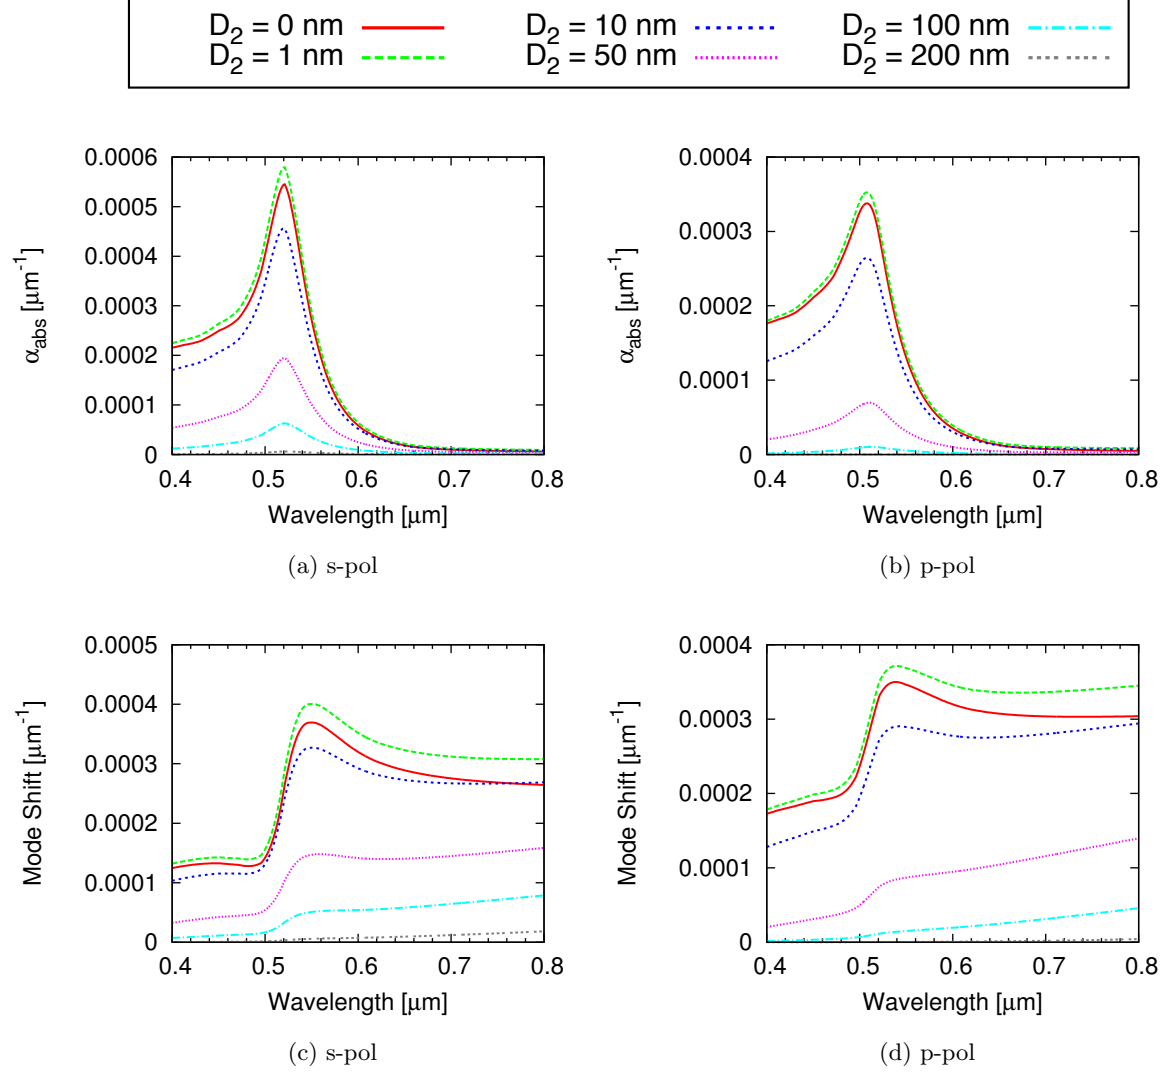 D2 = 0 nm D2 = 10 nm D2 = 100 nm
D2 = 1 nm D2 = 50 nm D2 = 200 nm
0.0006
0.0005
0.0004
0.0003
0.0002
0.0001
0
0.4 0.5 0.6 0.7 0.8
αabs [μm-1]
Wavelength [μm]
(a) s-pol
0.0004
0.0003
0.0002
0.0001
0
0.4 0.5 0.6 0.7 0.8
αabs [μm-1]
Wavelength [μm]
(b) p-pol
0.0005
0.0004
0.0003
0.0002
0.0001
0
0.4 0.5 0.6 0.7 0.8
Mode Shift [μm-1]
Wavelength [μm]
(c) s-pol
0.0004
0.0003
0.0002
0.0001
0
0.4 0.5 0.6 0.7 0.8
Mode Shift [μm-1]
Wavelength [μm]
(d) p-pol